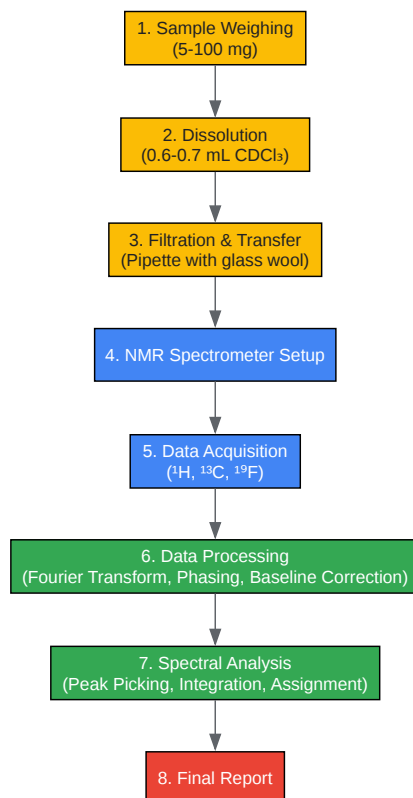 1. Sample Weighing
(5-100 mg)
2. Dissolution
(0.6-0.7 mL CDCl₃)
3. Filtration & Transfer
(Pipette with glass wool)
4. NMR Spectrometer Setup
5. Data Acquisition
(¹H, ¹³C, ¹⁹F)
6. Data Processing
(Fourier Transform, Phasing, Baseline Correction)
7. Spectral Analysis
(Peak Picking, Integration, Assignment)
8. Final Report